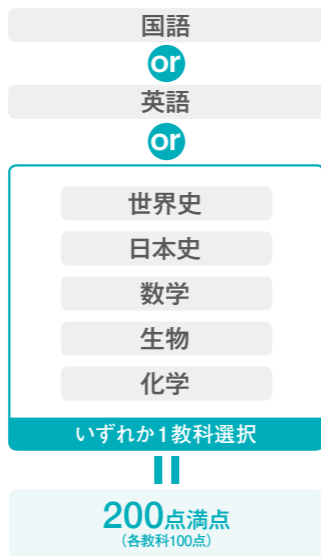 国語
or
英語
or
世界史
日本史
数学
生物
化学
いずれか1教科選択
200点満点
(各教科100点)